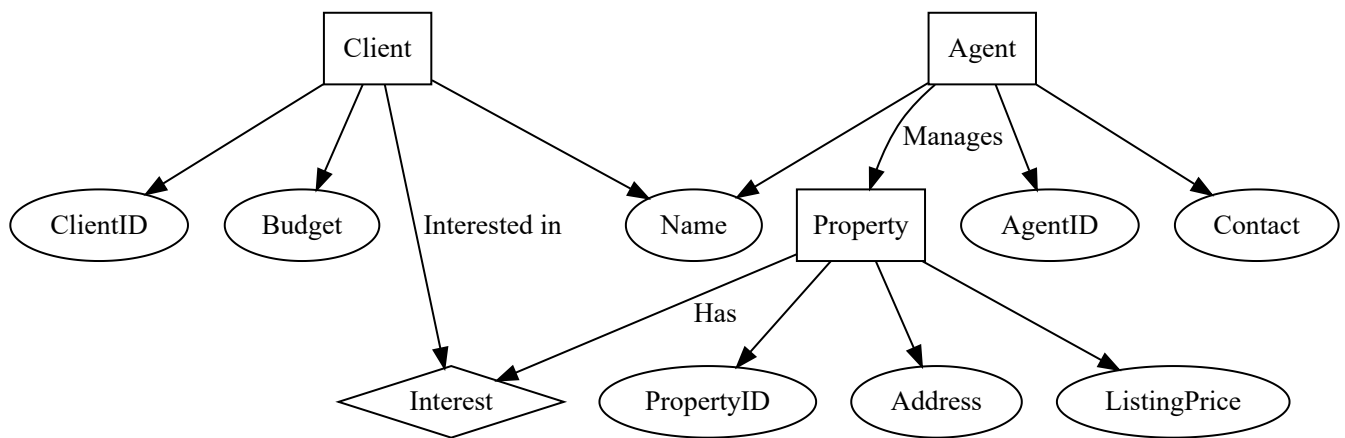 Client
Agent
Manages
ClientID
Budget
Interested in
Name
Property
AgentID
Contact
Has
Interest
PropertyID
Address
ListingPrice